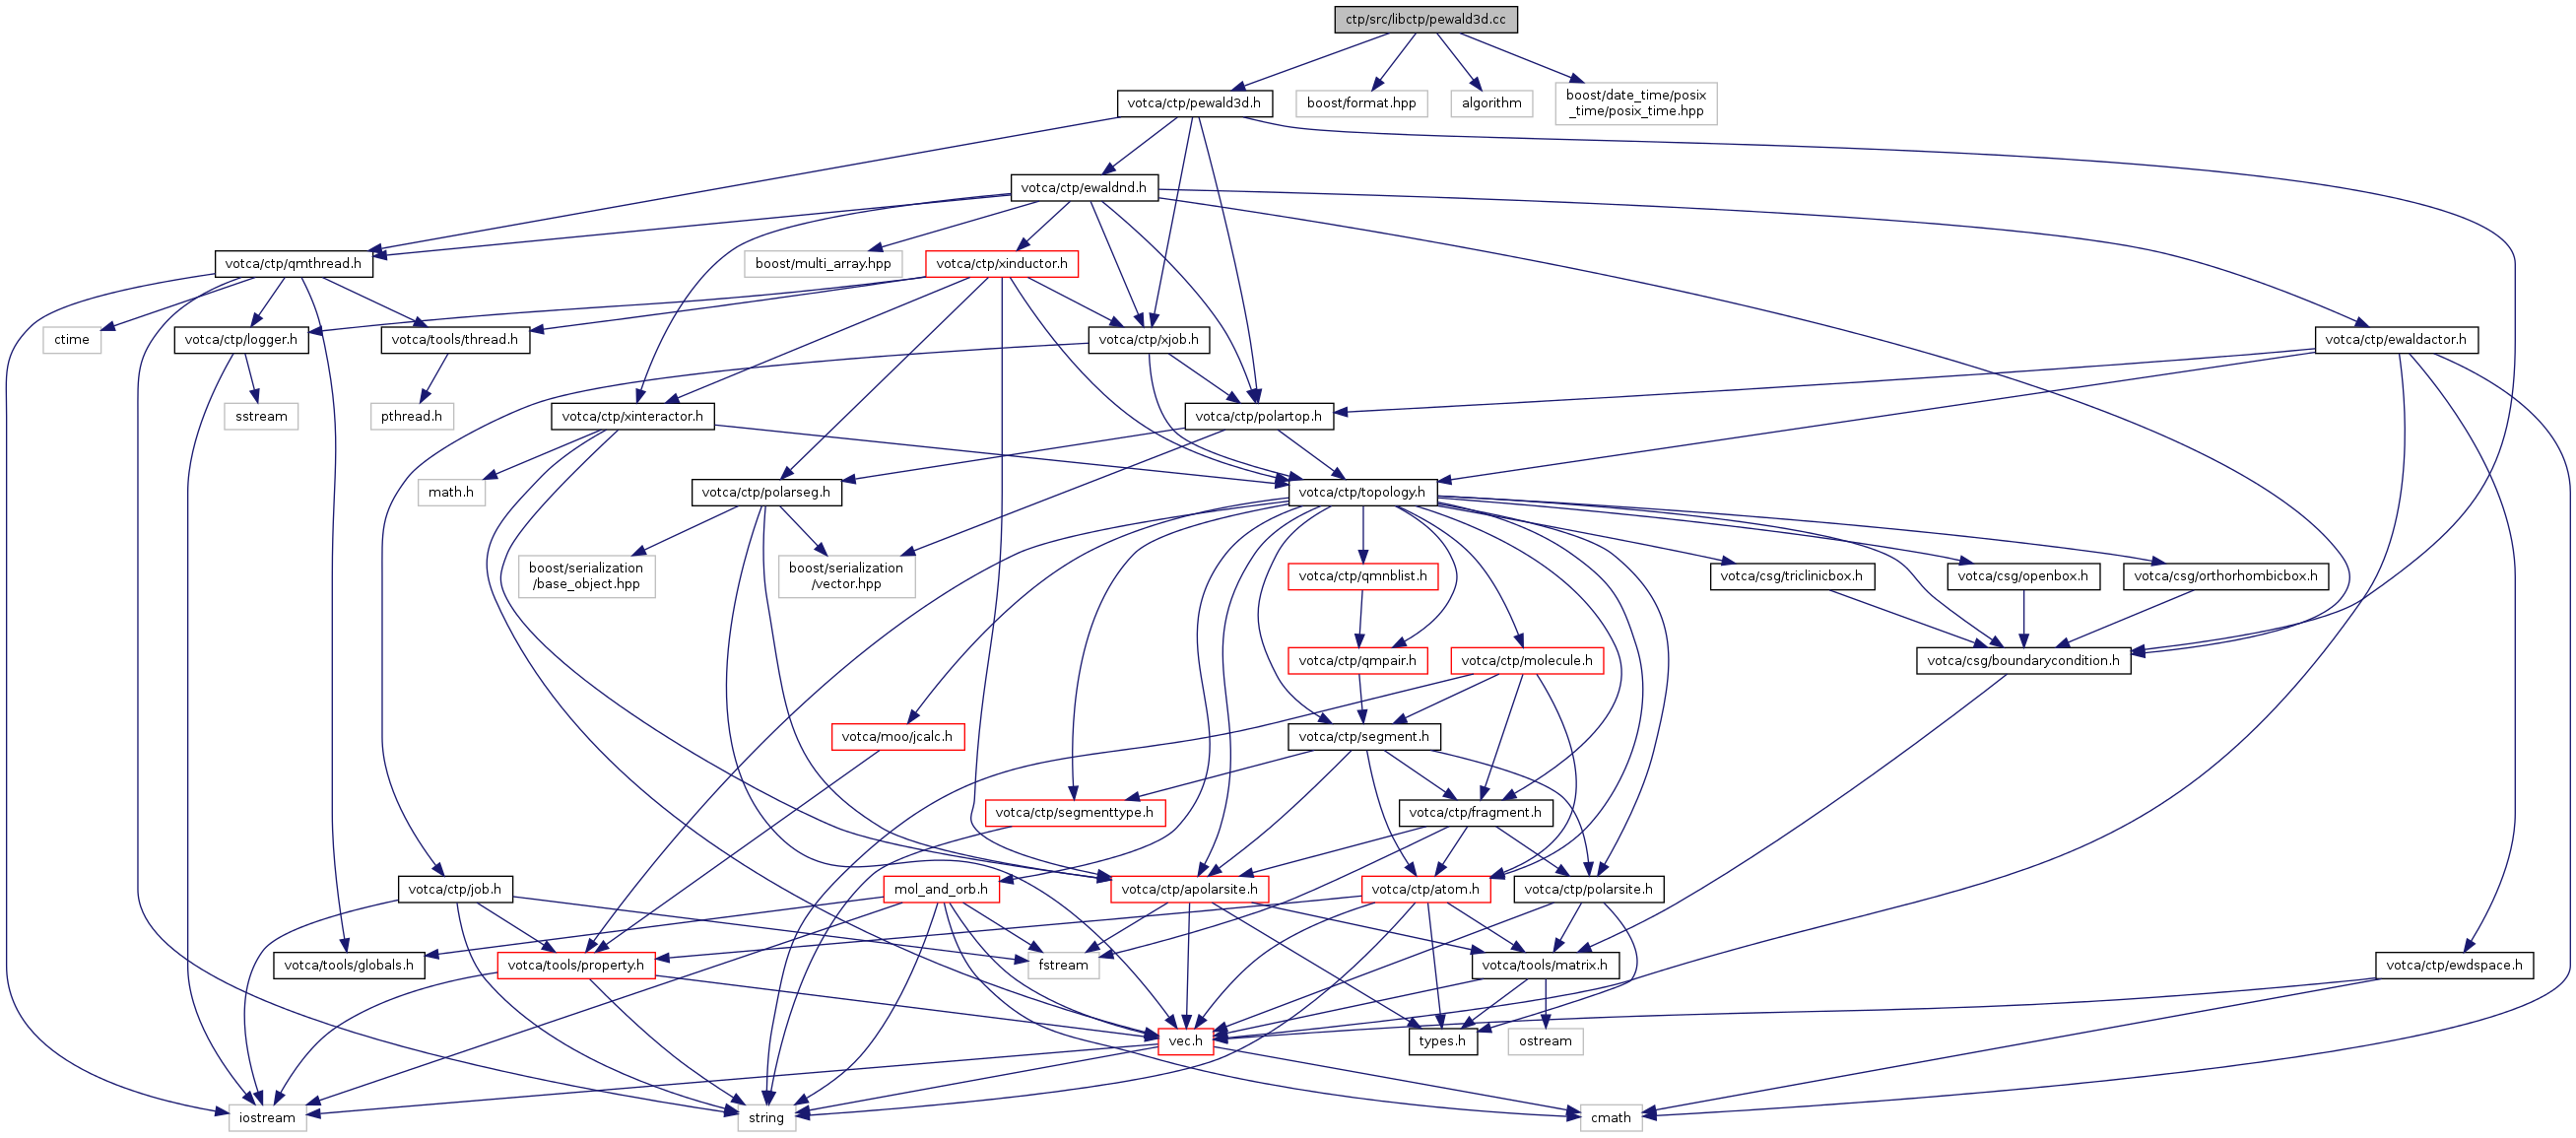 ctp/src/libctp/pewald3d.cc
votca/ctp/pewald3d.h
boost/format.hpp
algorithm
boost/date_time/posix
_time/posix_time.hpp
votca/ctp/ewaldnd.h
votca/ctp/qmthread.h
boost/multi_array.hpp
votca/ctp/xinductor.h
ctime
votca/ctp/logger.h
votca/tools/thread.h
votca/ctp/xjob.h
votca/ctp/ewaldactor.h
sstream
pthread.h
votca/ctp/xinteractor.h
votca/ctp/polartop.h
math.h
votca/ctp/polarseg.h
votca/ctp/topology.h
boost/serialization
/base_object.hpp
boost/serialization
/vector.hpp
votca/ctp/qmnblist.h
votca/csg/triclinicbox.h
votca/csg/openbox.h
votca/csg/orthorhombicbox.h
votca/ctp/qmpair.h
votca/ctp/molecule.h
votca/csg/boundarycondition.h
votca/moo/jcalc.h
votca/ctp/segment.h
votca/ctp/segmenttype.h
votca/ctp/fragment.h
votca/ctp/job.h
mol_and_orb.h
votca/ctp/apolarsite.h
votca/ctp/atom.h
votca/ctp/polarsite.h
votca/tools/globals.h
votca/tools/property.h
fstream
votca/tools/matrix.h
votca/ctp/ewdspace.h
vec.h
types.h
ostream
iostream
string
cmath